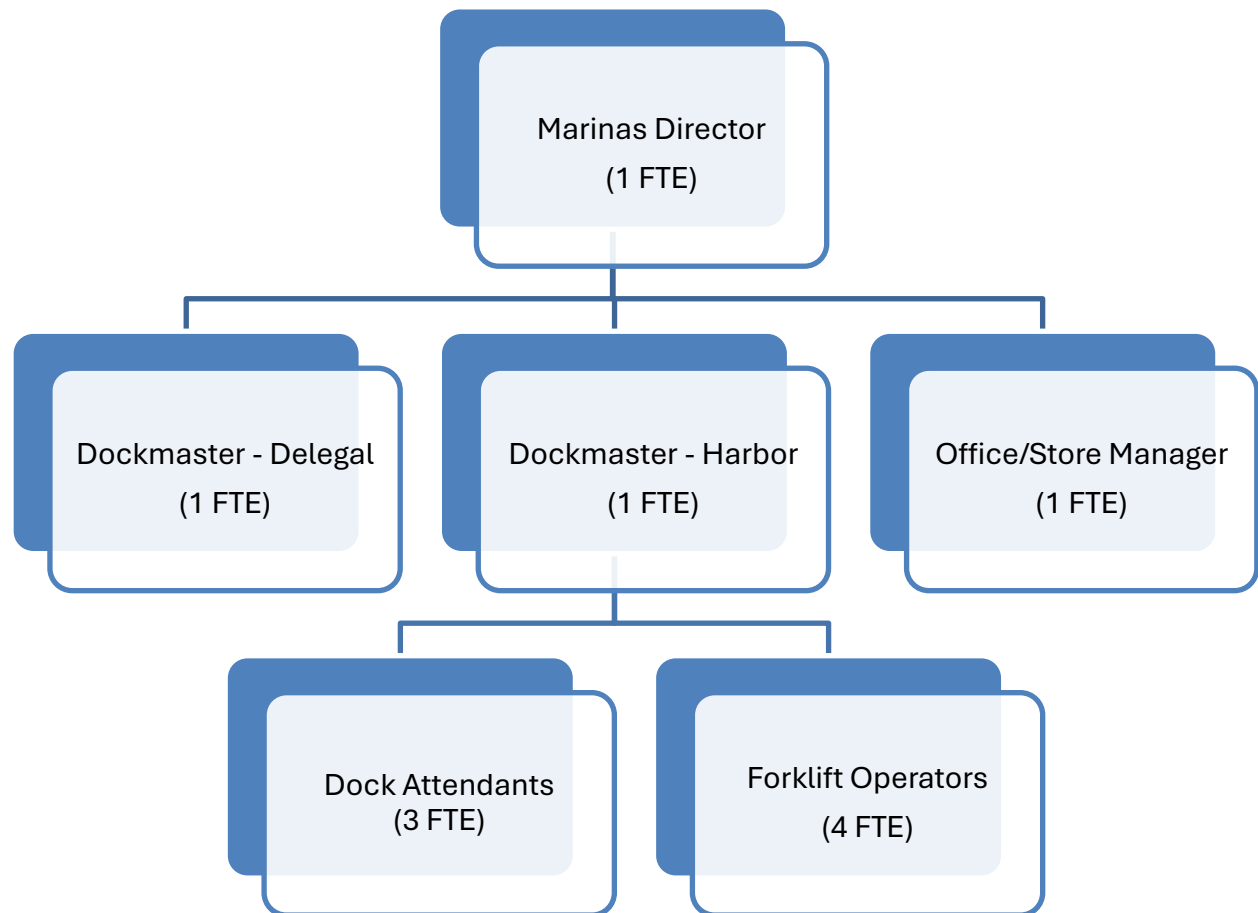 Marinas Director
(1 FTE)
Dockmaster - Delegal
(1 FTE)
Dockmaster - Harbor
(1 FTE)
Office/Store Manager
(1 FTE)
Dock Attendants
(3 FTE)
Forklift Operators
(4 FTE)